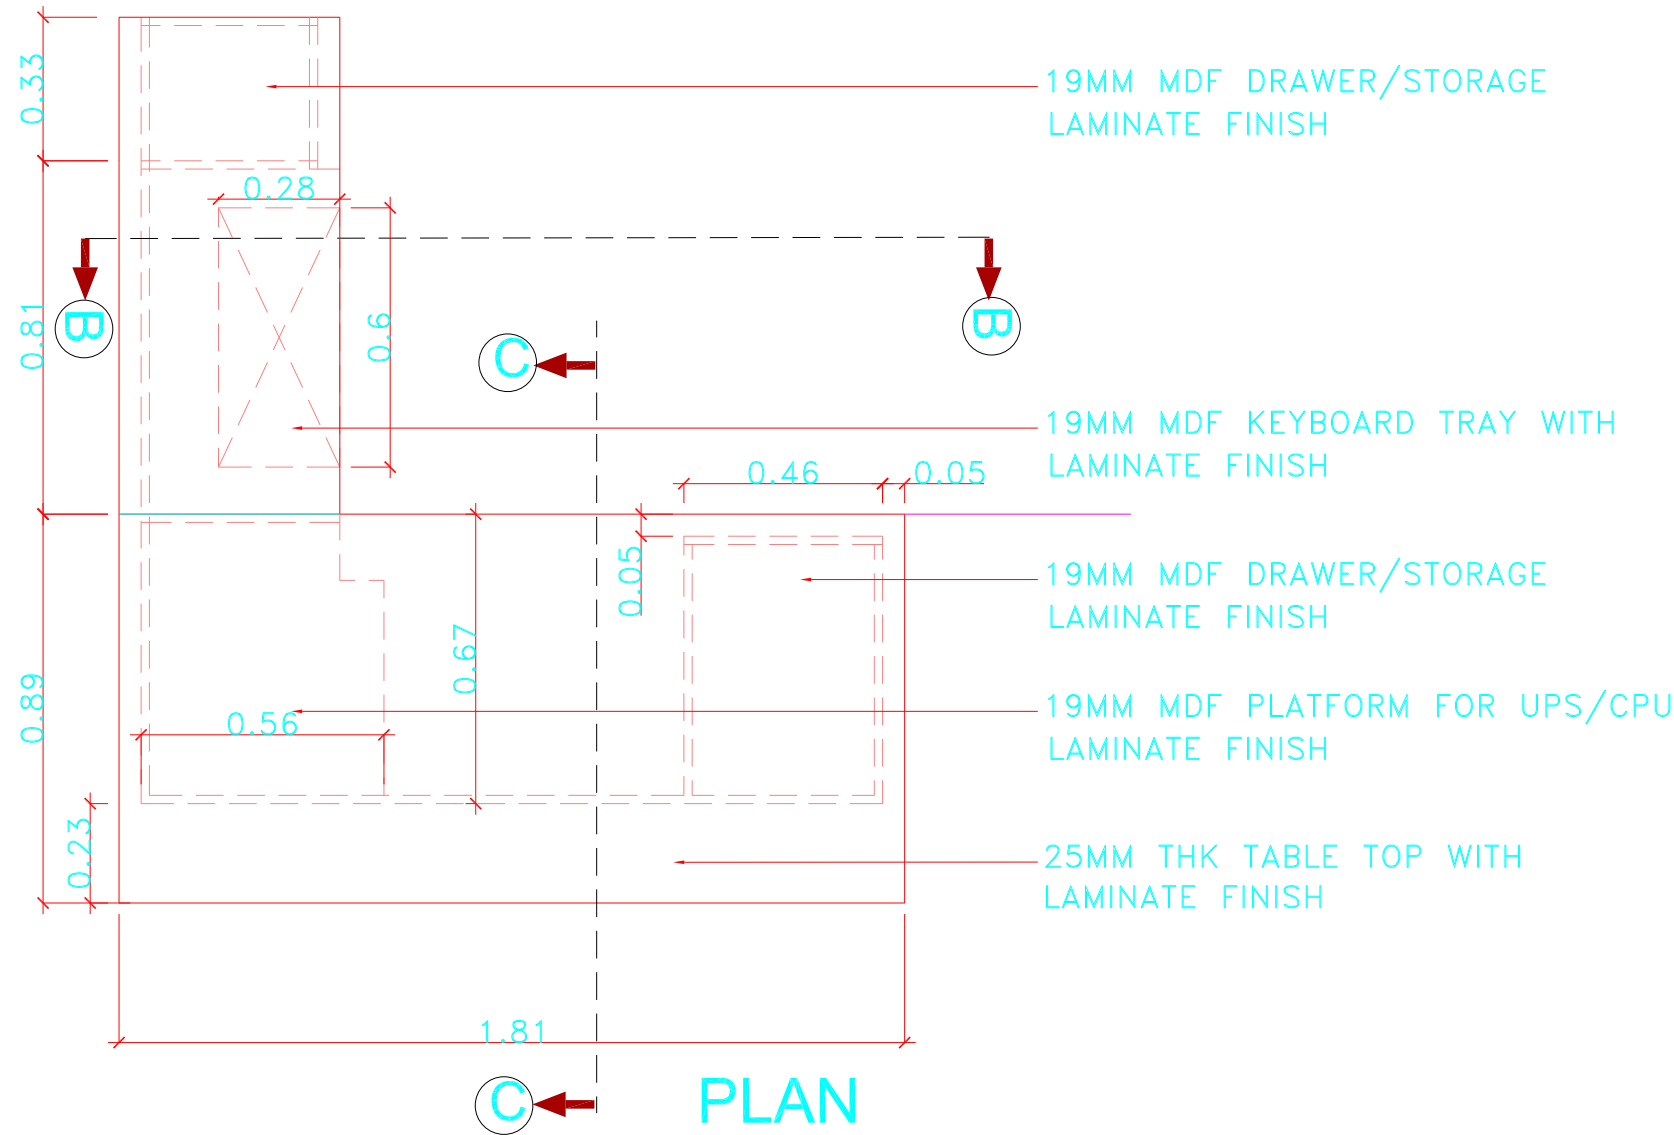 0.33
19MM MDF DRAWER/STORAGE
LAMINATE FINISH
0.28
B
B
0.81
0.6
C
19MM MDF KEYBOARD TRAY WITH
LAMINATE FINISH
0.46
0.05
0.05
19MM MDF DRAWER/STORAGE
LAMINATE FINISH
0.67
0.89
0.56
19MM MDF PLATFORM FOR UPS/CPU
LAMINATE FINISH
0.23
25MM THK TABLE TOP WITH
LAMINATE FINISH
1.81
C
PLAN